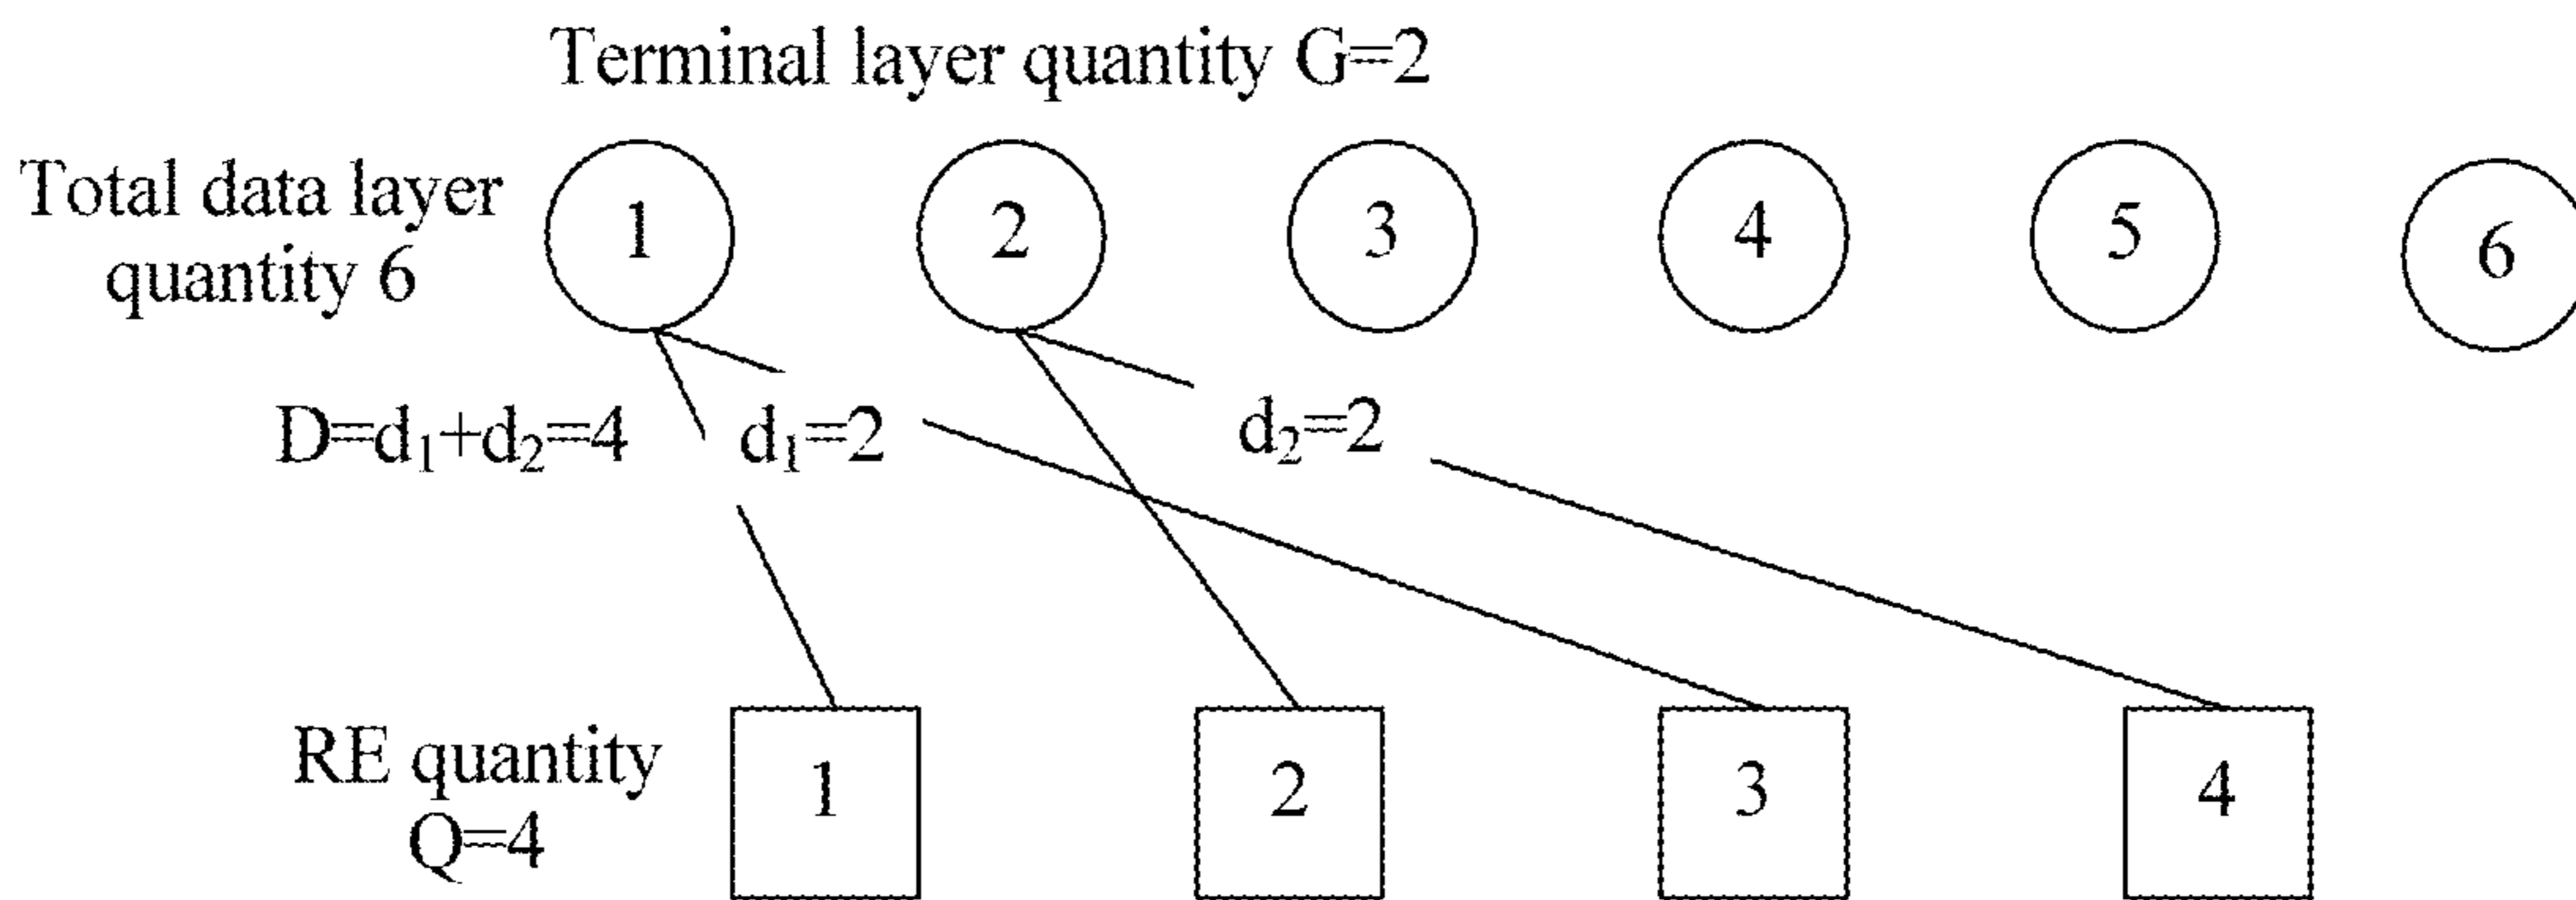 Terminal layer quantity G=2
Total data layer
quantity 6
1
2
3
4
5
6
D=d₁+d₂=4
d₁=2
d₂=2
RE quantity
Q=4
1
2
3
4